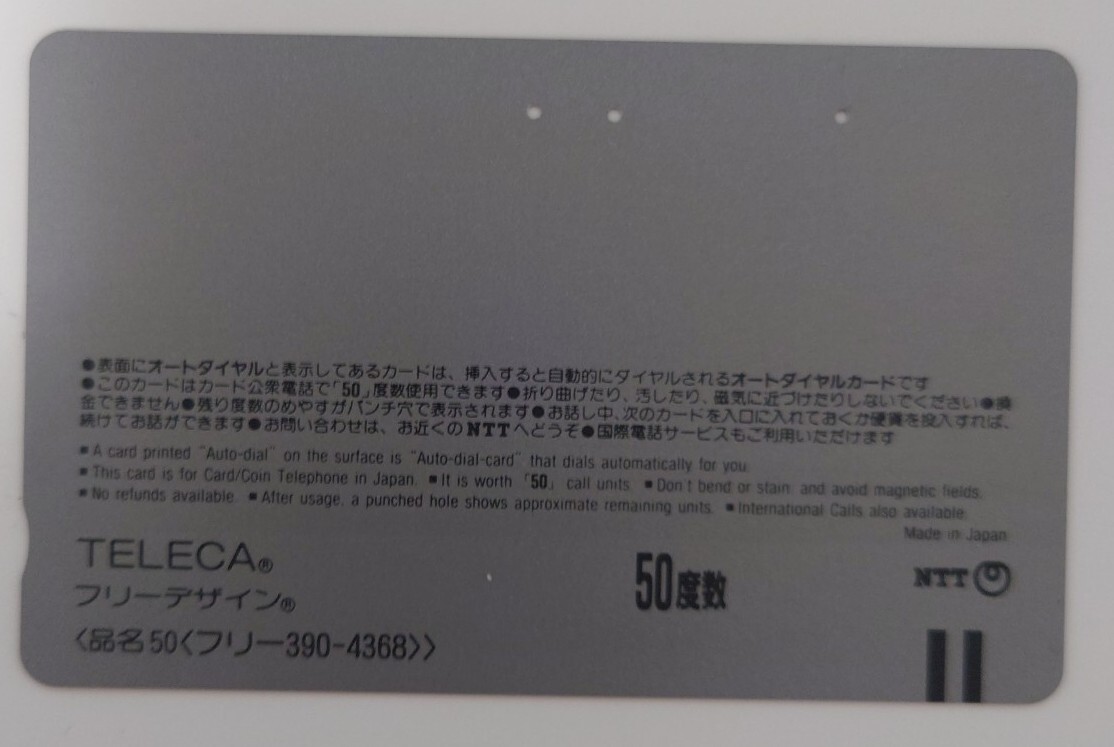 ●表面にオートダイヤルと表示してあるカードは、挿入すると自動的にダイヤルされるオートダイヤルカードです
●このカードはカード公衆電話で「50」度数使用できます●折り曲げたり、汚したり、磁気に近づけたりしないでください●換
金できません●残り度数のめやすがパンチ穴で表示されます●お話し中、次のカードを入口に入れておくか硬貨を投入すれば、
続けてお話ができます●お問い合わせは、お近くのNTTへどうぞ●国際電話サービスもご利用いただけます
■A card printed "Auto-dial" on the surface is "Auto-dial-card" that dials automatically for you.
■This card is for Card/Coin Telephone in Japan. ■It is worth 「50」 call units. ■Don't bend or stain, and avoid magnetic fields.
■No refunds available. ■After usage, a punched hole shows approximate remaining units. ■International Calls also available.
Made in Japan
TELECA®
フリーデザイン®
50度数
NTT
〈品名50〈フリー390-4368〉〉